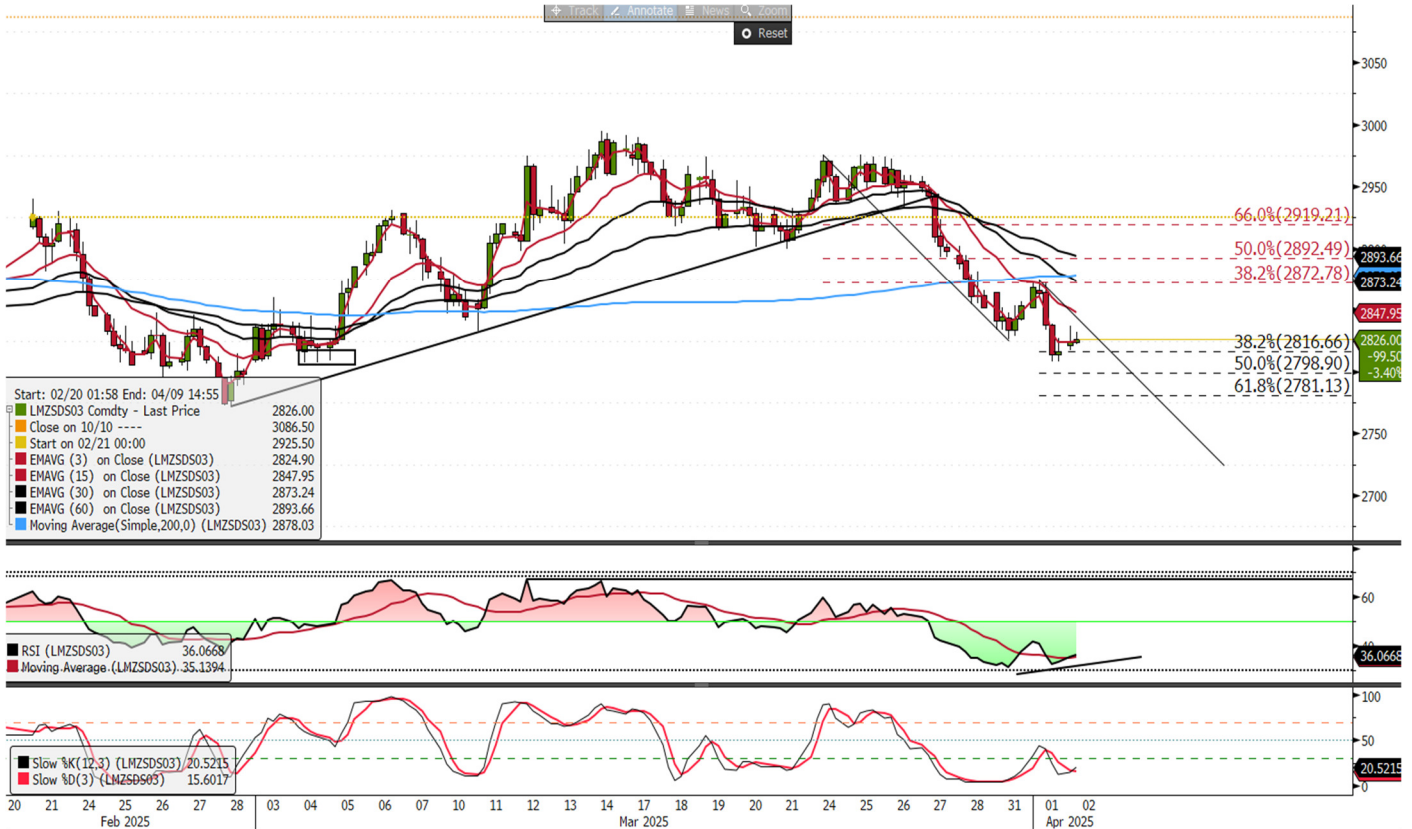 Track Annotate News Zoom
Reset
3050
3000
2950
66.0%(2919.21)
50.0%(2892.49)
2893.66
38.2%(2872.78)
2873.24
2847.95
2826.00
-99.50
-3.40%
38.2%(2816.66)
50.0%(2798.90)
61.8%(2781.13)
2750
2700
Start: 02/20 01:58 End: 04/09 14:55
LMZSDS03 Comdty - Last Price 2826.00
Close on 10/10 ---- 3086.50
Start on 02/21 00:00 2925.50
EMAVG (3) on Close (LMZSDS03) 2824.90
EMAVG (15) on Close (LMZSDS03) 2847.95
EMAVG (30) on Close (LMZSDS03) 2873.24
EMAVG (60) on Close (LMZSDS03) 2893.66
Moving Average(Simple,200,0) (LMZSDS03) 2878.03
60
RSI (LMZSDS03) 36.0668
Moving Average (LMZSDS03) 35.1394
36.0668
100
50
0
Slow %K(12,3) (LMZSDS03) 20.5215
Slow %D(3) (LMZSDS03) 15.6017
20.5215
20 21 24 25 26 27 28 03 04 05 06 07 10 11 12 13 14 17 18 19 20 21 24 25 26 27 28 31 01 02
Feb 2025 Mar 2025 Apr 2025